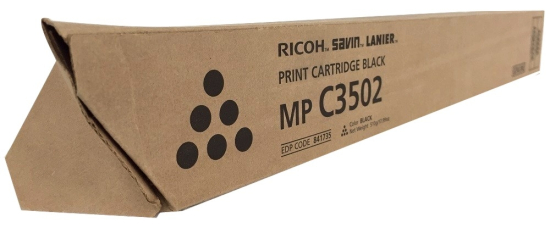 RICOH SAVIN LANIER
PRINT CARTRIDGE BLACK
MP C3502
Color: BLACK
EDP CODE 841735